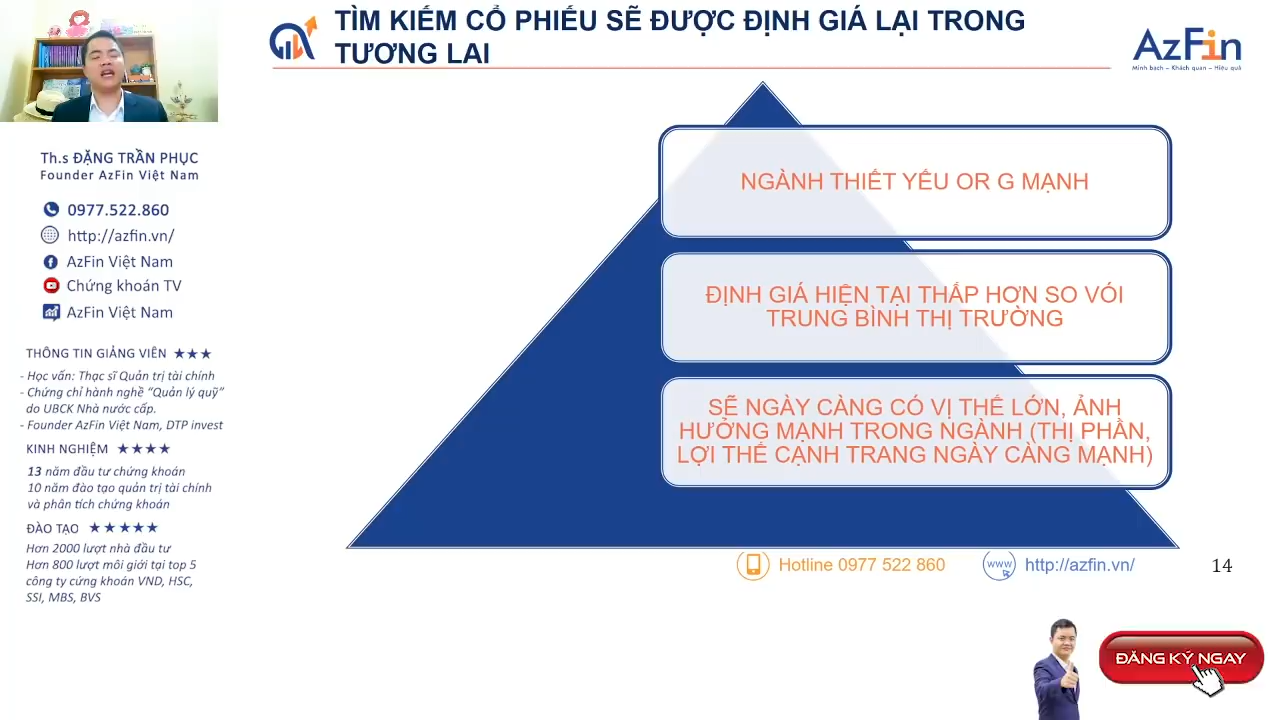 TÌM KIẾM CỔ PHIẾU SẼ ĐƯỢC ĐỊNH GIÁ LẠI TRONG
TƯƠNG LAI
AzFin
Minh bạch – Khách quan – Hiệu quả
Th.s ĐẶNG TRẦN PHỤC
Founder AzFin Việt Nam
0977.522.860
http://azfin.vn/
AzFin Việt Nam
Chứng khoán TV
AzFin Việt Nam
THÔNG TIN GIẢNG VIÊN ★★★
- Học vấn: Thạc sĩ Quản trị tài chính
- Chứng chỉ hành nghề “Quản lý quỹ”
do UBCK Nhà nước cấp.
- Founder AzFin Việt Nam, DTP invest
KINH NGHIỆM ★★★★
13 năm đầu tư chứng khoán
10 năm đào tạo quản trị tài chính
và phân tích chứng khoán
ĐÀO TẠO ★★★★★
Hơn 2000 lượt nhà đầu tư
Hơn 800 lượt môi giới tại top 5
công ty cứng khoán VND, HSC,
SSI, MBS, BVS
NGÀNH THIẾT YẾU OR G MẠNH
ĐỊNH GIÁ HIỆN TẠI THẤP HƠN SO VỚI
TRUNG BÌNH THỊ TRƯỜNG
SẼ NGÀY CÀNG CÓ VỊ THẾ LỚN, ẢNH
HƯỞNG MẠNH TRONG NGÀNH (THỊ PHẦN,
LỢI THẾ CẠNH TRANG NGÀY CÀNG MẠNH)
Hotline 0977 522 860
www
http://azfin.vn/
14
ĐĂNG KÝ NGAY